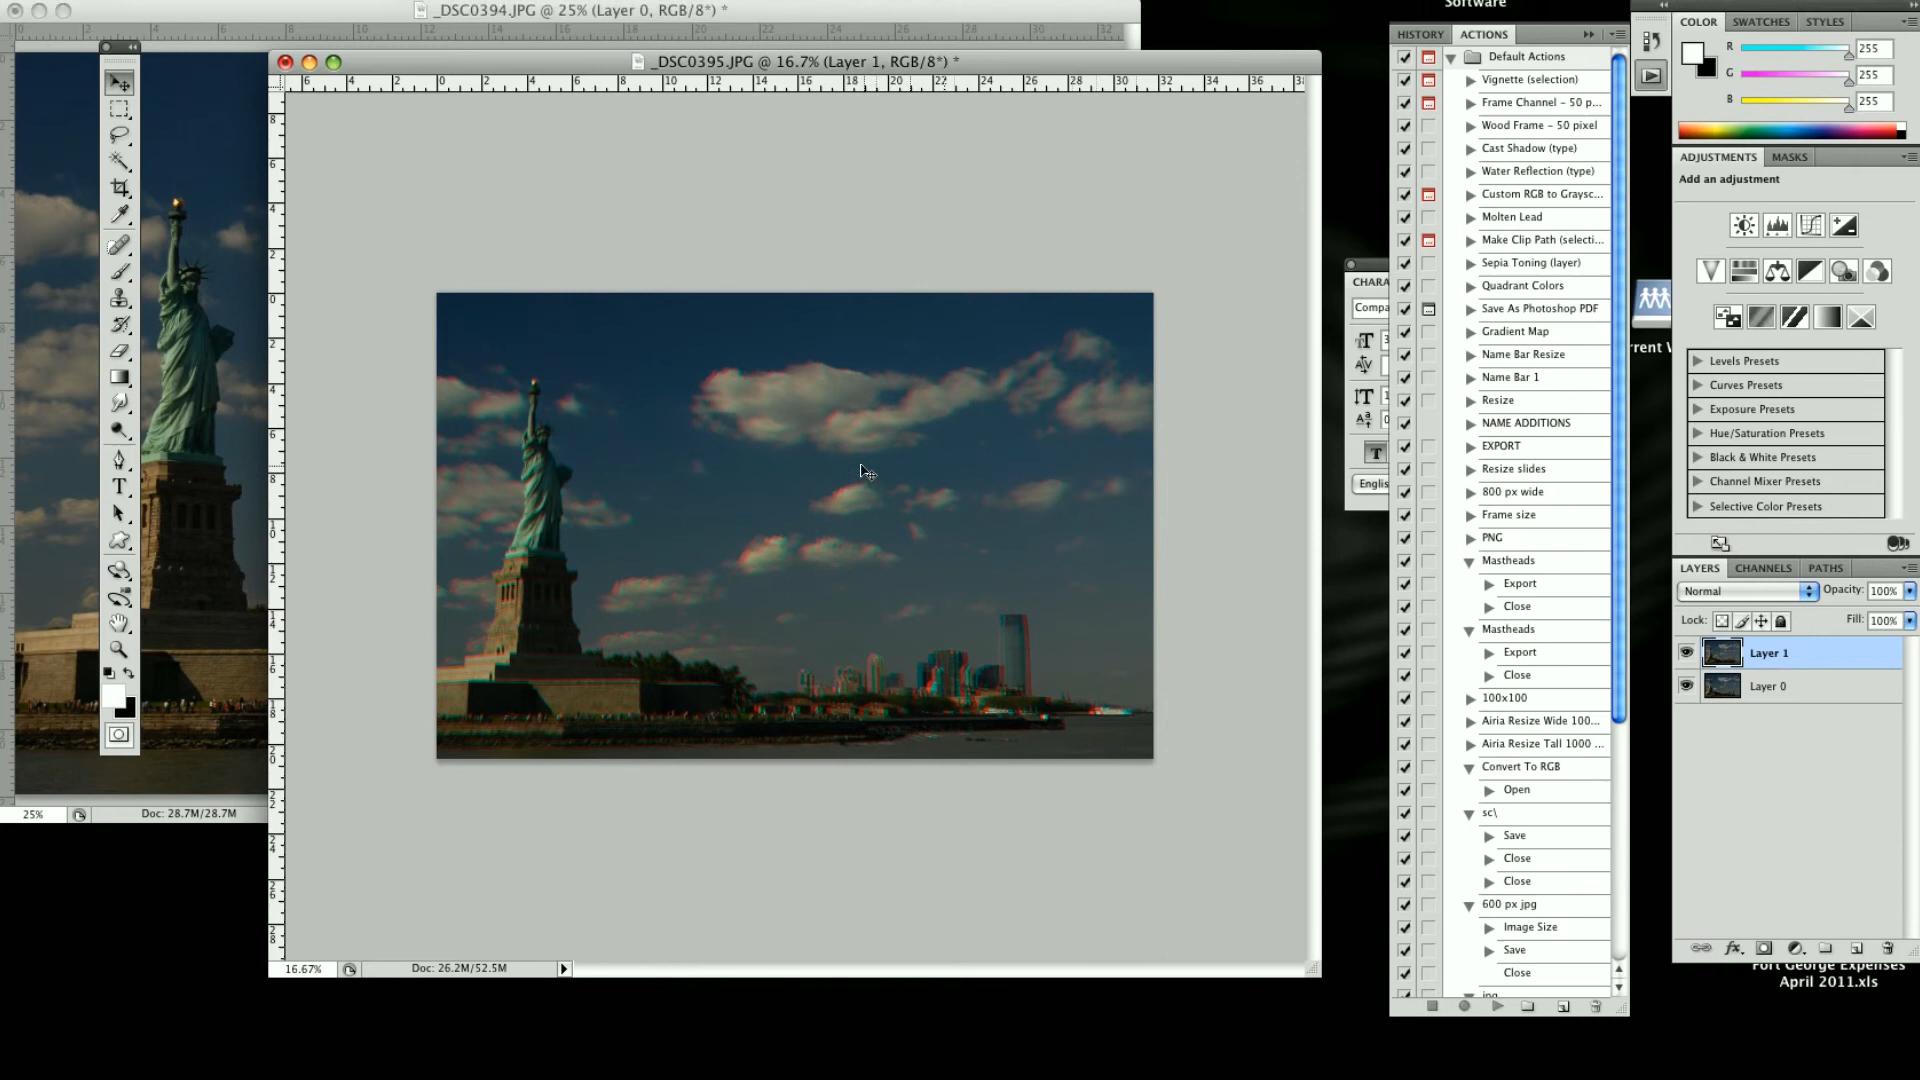 _DSC0394.JPG @ 25% (Layer 0, RGB/8*) *
_DSC0395.JPG @ 16.7% (Layer 1, RGB/8*) *
25%
Doc: 28.7M/28.7M
16.67%
Doc: 26.2M/52.5M
Software
HISTORY
ACTIONS
Default Actions
Vignette (selection)
Frame Channel - 50 p...
Wood Frame - 50 pixel
Cast Shadow (type)
Water Reflection (type)
Custom RGB to Graysc...
Molten Lead
Make Clip Path (selecti...
Sepia Toning (layer)
Quadrant Colors
Save As Photoshop PDF
Gradient Map
Name Bar Resize
Name Bar 1
Resize
NAME ADDITIONS
EXPORT
Resize slides
800 px wide
Frame size
PNG
Mastheads
Export
Close
Mastheads
Export
Close
100x100
Airia Resize Wide 100...
Airia Resize Tall 1000 ...
Convert To RGB
Open
sc\
Save
Close
Close
600 px jpg
Image Size
Save
Close
CHARA
Compa
Englis
rrent W
COLOR
SWATCHES
STYLES
R 255
G 255
B 255
ADJUSTMENTS
MASKS
Add an adjustment
Levels Presets
Curves Presets
Exposure Presets
Hue/Saturation Presets
Black & White Presets
Channel Mixer Presets
Selective Color Presets
LAYERS
CHANNELS
PATHS
Normal
Opacity: 100%
Lock:
Fill: 100%
Layer 1
Layer 0
Fort George Expenses
April 2011.xls